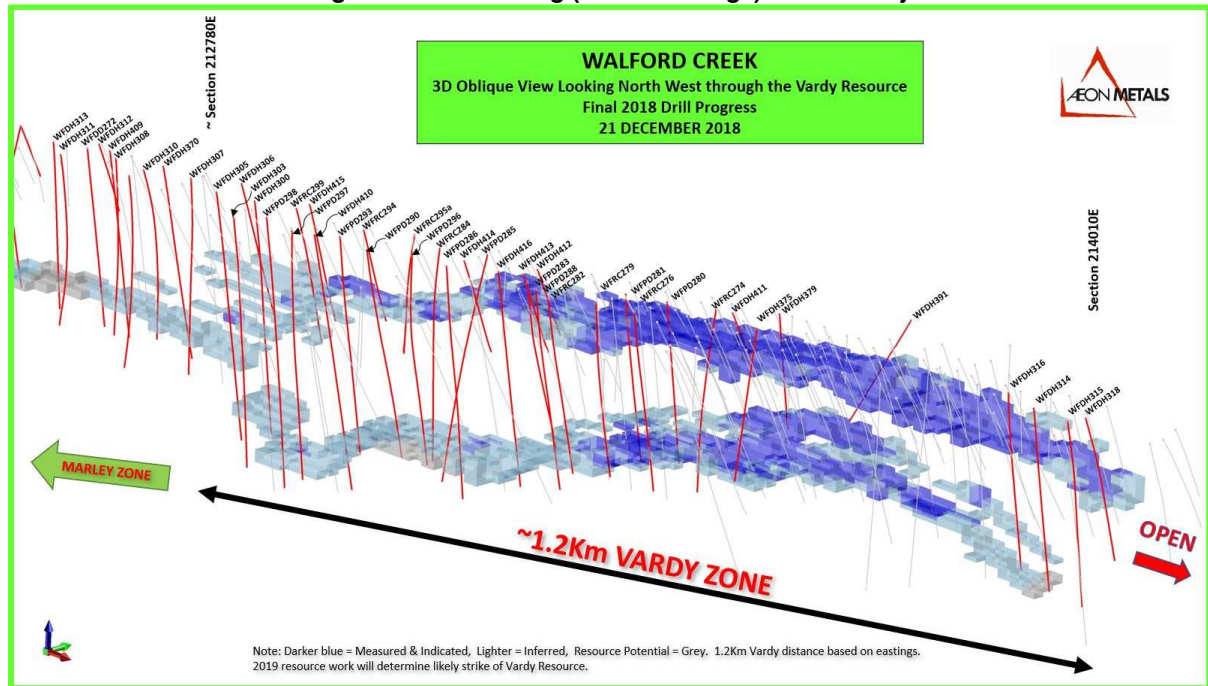 ~ Section 212780E
WALFORD CREEK
3D Oblique View Looking North West through the Vardy Resource
Final 2018 Drill Progress
21 DECEMBER 2018
ÆON METALS
WFDH313
WFDH311
WFDD272
WFDH312
WFDH409
WFDH308
WFDH310
WFDH370
WFDH307
WFDH305
WFDH306
WFDH303
WFDH300
WFPD298
WFRC299
WFDH415
WFPD297
WFDH410
WFPD293
WFRC294
WFPD290
WFRC295a
WFPD296
WFRC284
WFPD286
WFDH414
WFPD285
WFDH416
WFDH413
WFDH412
WFPD283
WFPD288
WFRC282
WFRC279
WFPD281
WFRC276
WFPD280
WFRC274
WFDH411
WFDH375
WFDH379
WFDH391
Section 214010E
WFDH316
WFDH314
WFDH315
WFDH318
MARLEY ZONE
~1.2Km VARDY ZONE
OPEN
Note: Darker blue = Measured & Indicated, Lighter = Inferred, Resource Potential = Grey. 1.2Km Vardy distance based on eastings.
2019 resource work will determine likely strike of Vardy Resource.